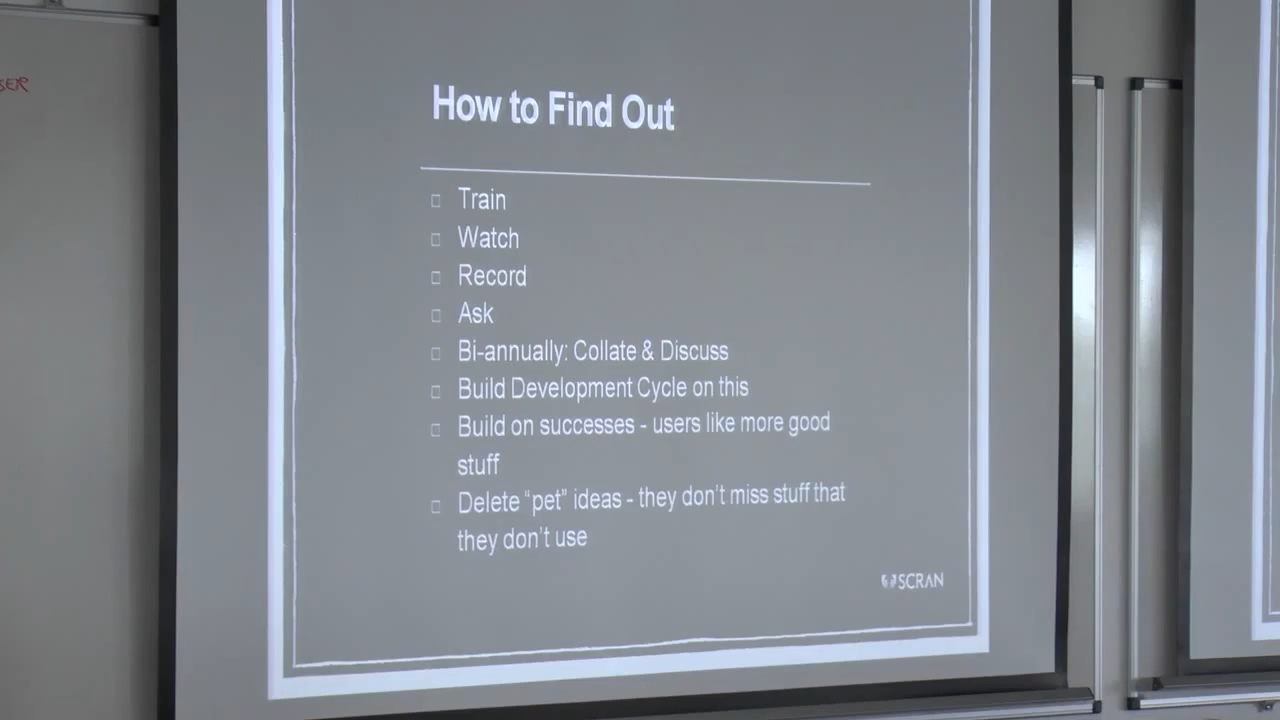 How to Find Out
Train
Watch
Record
Ask
Bi-annually: Collate & Discuss
Build Development Cycle on this
Build on successes - users like more good
stuff
Delete “pet” ideas - they don’t miss stuff that
they don’t use
SCRAN